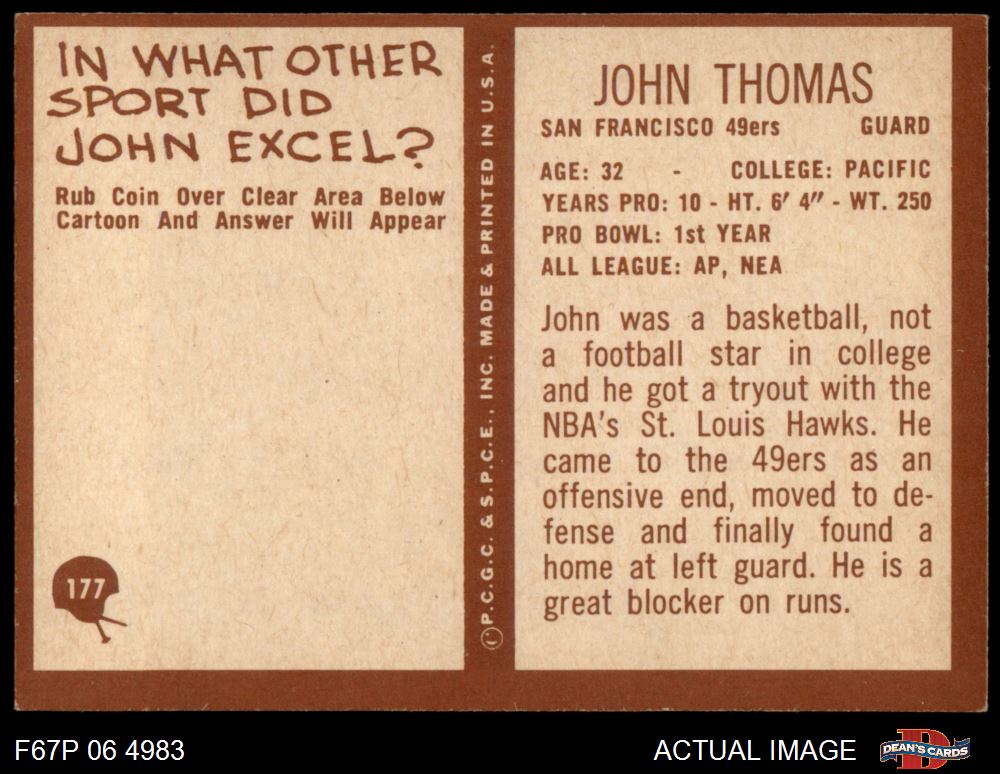 IN WHAT OTHER
SPORT DID
JOHN EXCEL?
Rub Coin Over Clear Area Below
Cartoon And Answer Will Appear
177
©P.C.G.C. & S.P.C.E., INC. MADE & PRINTED IN U.S.A.
JOHN THOMAS
SAN FRANCISCO 49ers GUARD
AGE: 32 - COLLEGE: PACIFIC
YEARS PRO: 10 - HT. 6′ 4″ - WT. 250
PRO BOWL: 1st YEAR
ALL LEAGUE: AP, NEA
John was a basketball, not
a football star in college
and he got a tryout with the
NBA's St. Louis Hawks. He
came to the 49ers as an
offensive end, moved to de-
fense and finally found a
home at left guard. He is a
great blocker on runs.
F67P 06 4983
ACTUAL IMAGE
DEAN'S CARDS